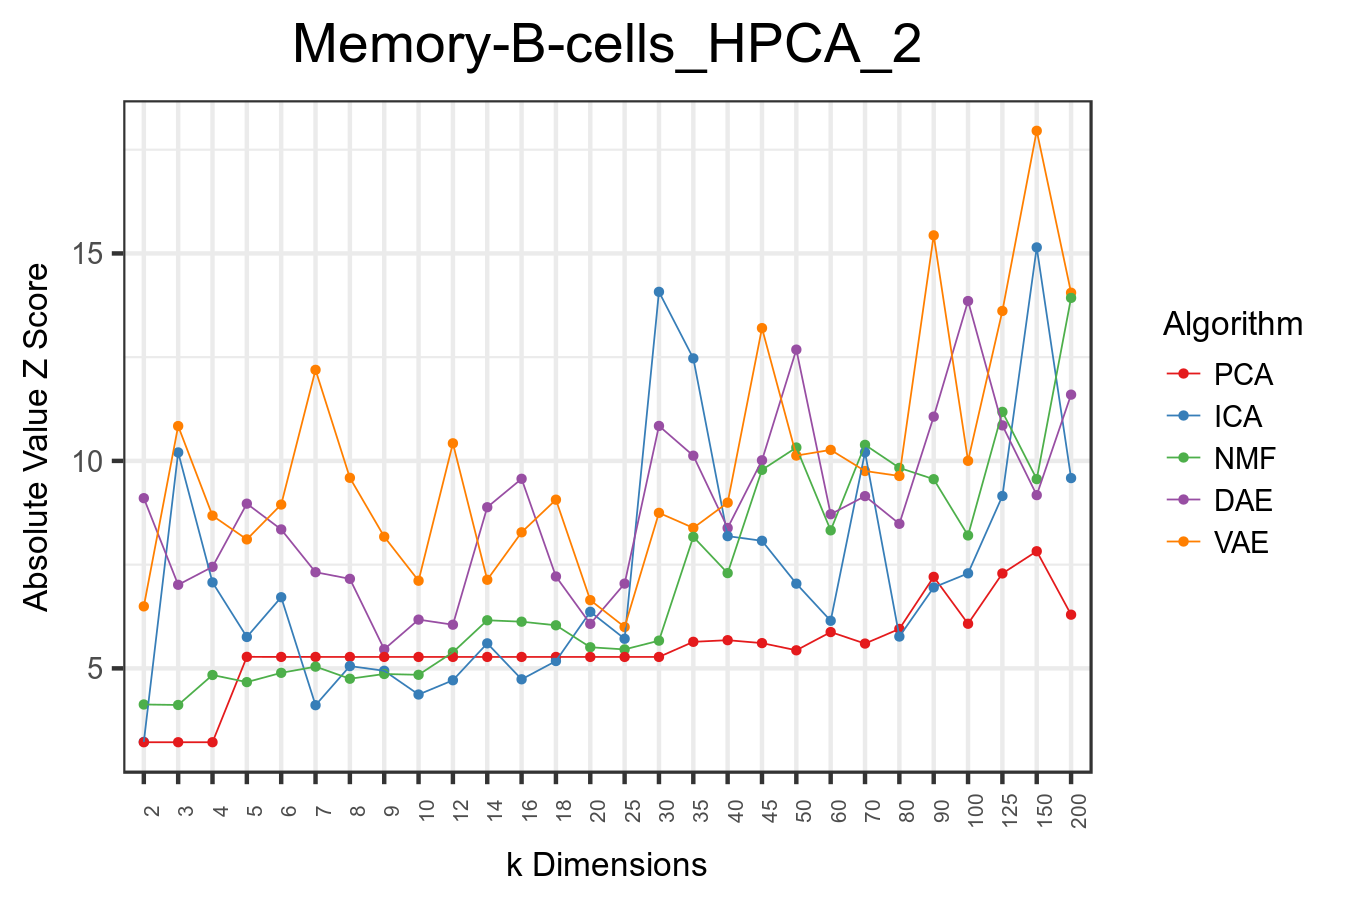 Memory-B-cells_HPCA_2
Absolute Value Z Score
15
10
5
2 3 4 5 6 7 8 9 10 12 14 16 18 20 25 30 35 40 45 50 60 70 80 90 100 125 150 200
k Dimensions
Algorithm
PCA
ICA
NMF
DAE
VAE